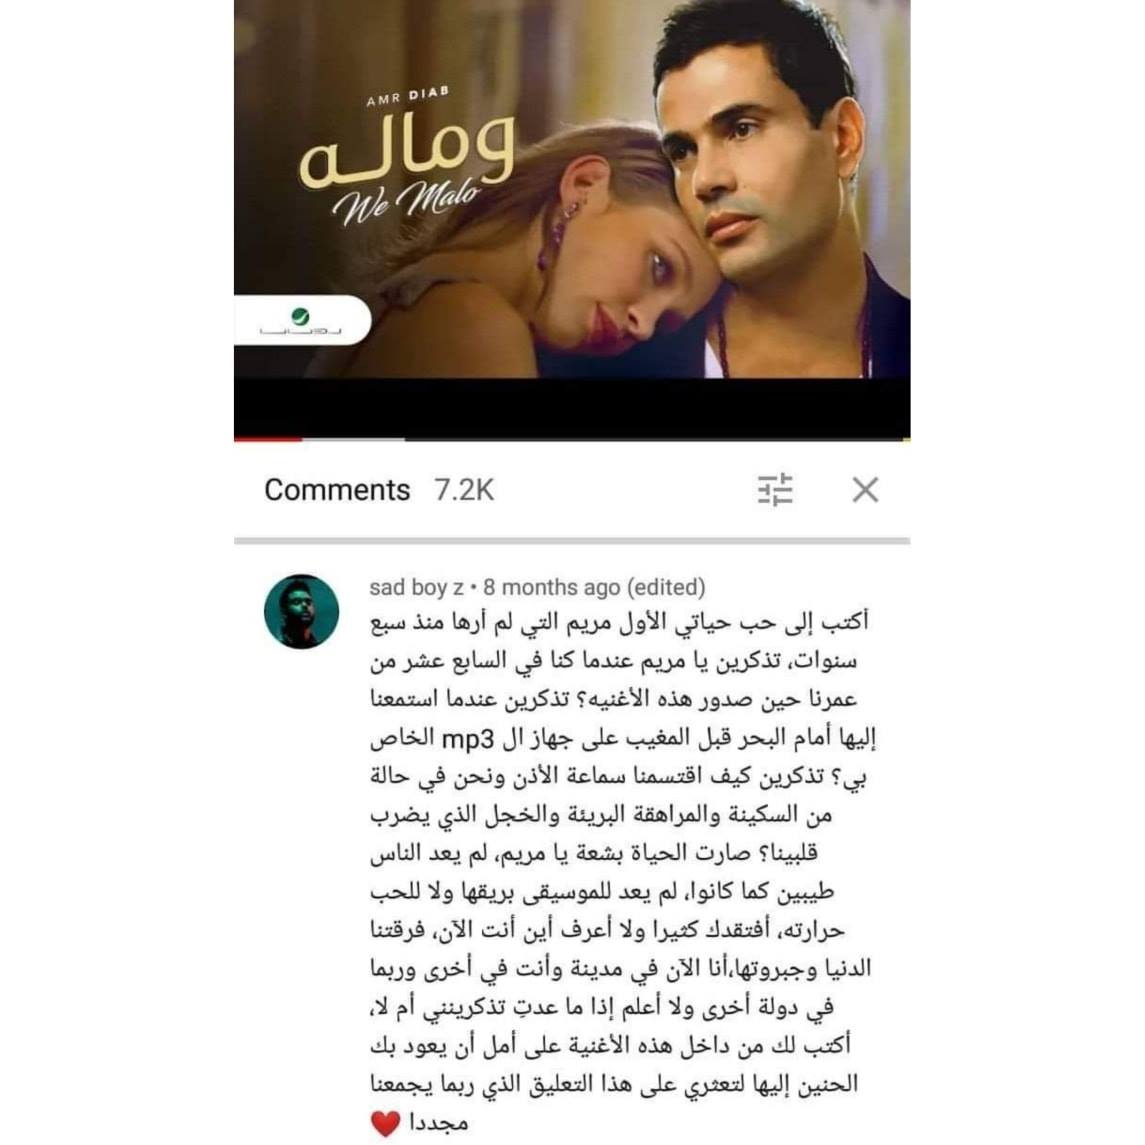 AMR DIAB
وماله
We Malo
روتانا
Comments 7.2K
sad boy z • 8 months ago (edited)
أكتب إلى حب حياتي الأول مريم التي لم أرها منذ سبع
سنوات، تذكرين يا مريم عندما كنا في السابع عشر من
عمرنا حين صدور هذه الأغنيه؟ تذكرين عندما استمعنا
إليها أمام البحر قبل المغيب على جهاز ال mp3 الخاص
بي؟ تذكرين كيف اقتسمنا سماعة الأذن ونحن في حالة
من السكينة والمراهقة البريئة والخجل الذي يضرب
قلبينا؟ صارت الحياة بشعة يا مريم، لم يعد الناس
طيبين كما كانوا، لم يعد للموسيقى بريقها ولا للحب
حرارته، أفتقدك كثيرا ولا أعرف أين أنت الآن، فرقتنا
الدنيا وجبروتها،أنا الآن في مدينة وأنت في أخرى وربما
في دولة أخرى ولا أعلم إذا ما عدتِ تذكرينني أم لا،
أكتب لك من داخل هذه الأغنية على أمل أن يعود بك
الحنين إليها لتعثري على هذا التعليق الذي ربما يجمعنا
مجددا ❤️